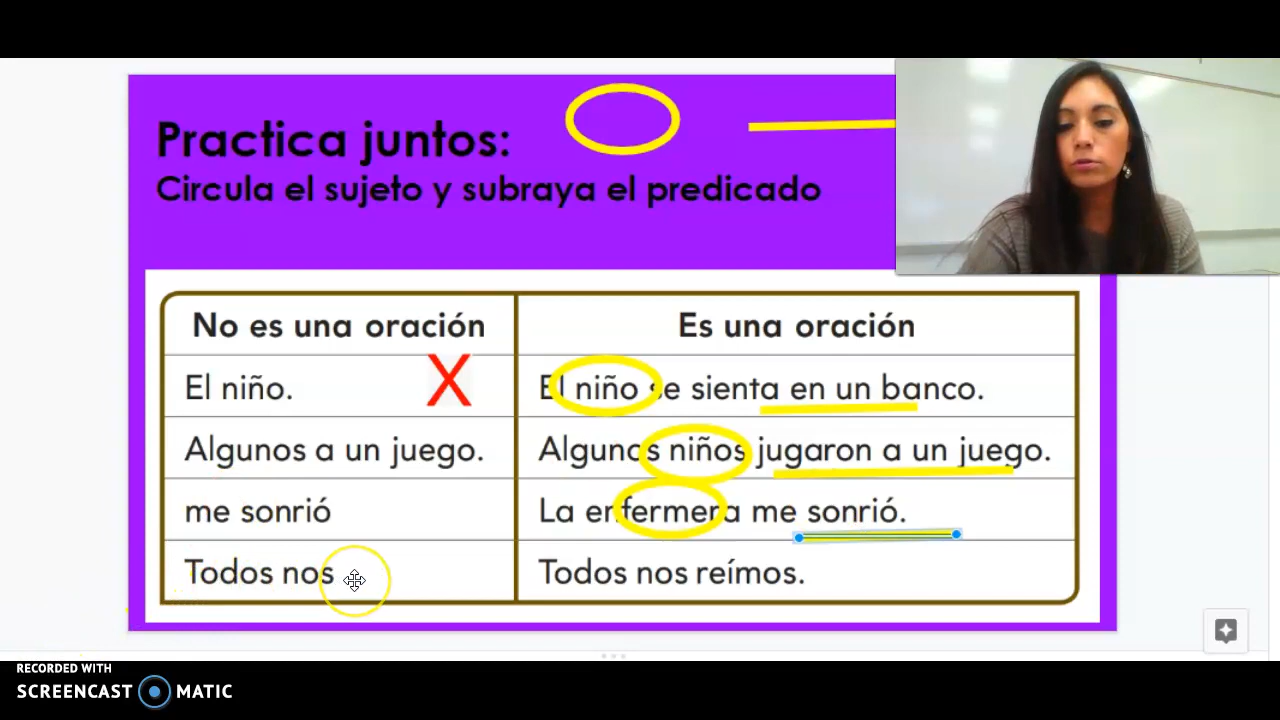 Practica juntos:
Circula el sujeto y subraya el predicado
No es una oración
Es una oración
El niño.
X
El niño se sienta en un banco.
Algunos a un juego.
Algunos niños jugaron a un juego.
me sonrió
La enfermera me sonrió.
Todos nos
Todos nos reímos.
RECORDED WITH
SCREENCAST MATIC